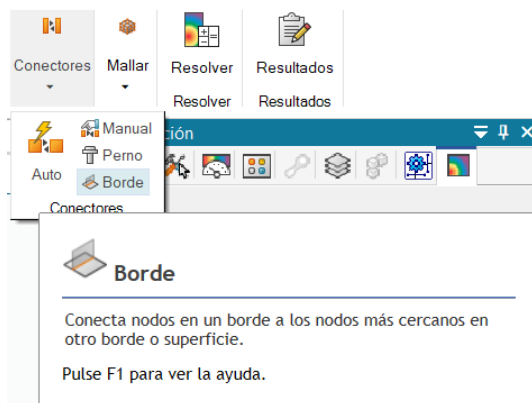 Conectores Mallar Resolver Resultados
Resolver Resultados
Auto
Manual
Perno
Borde
Conectores
ción
Borde
Conecta nodos en un borde a los nodos más cercanos en
otro borde o superficie.
Pulse F1 para ver la ayuda.